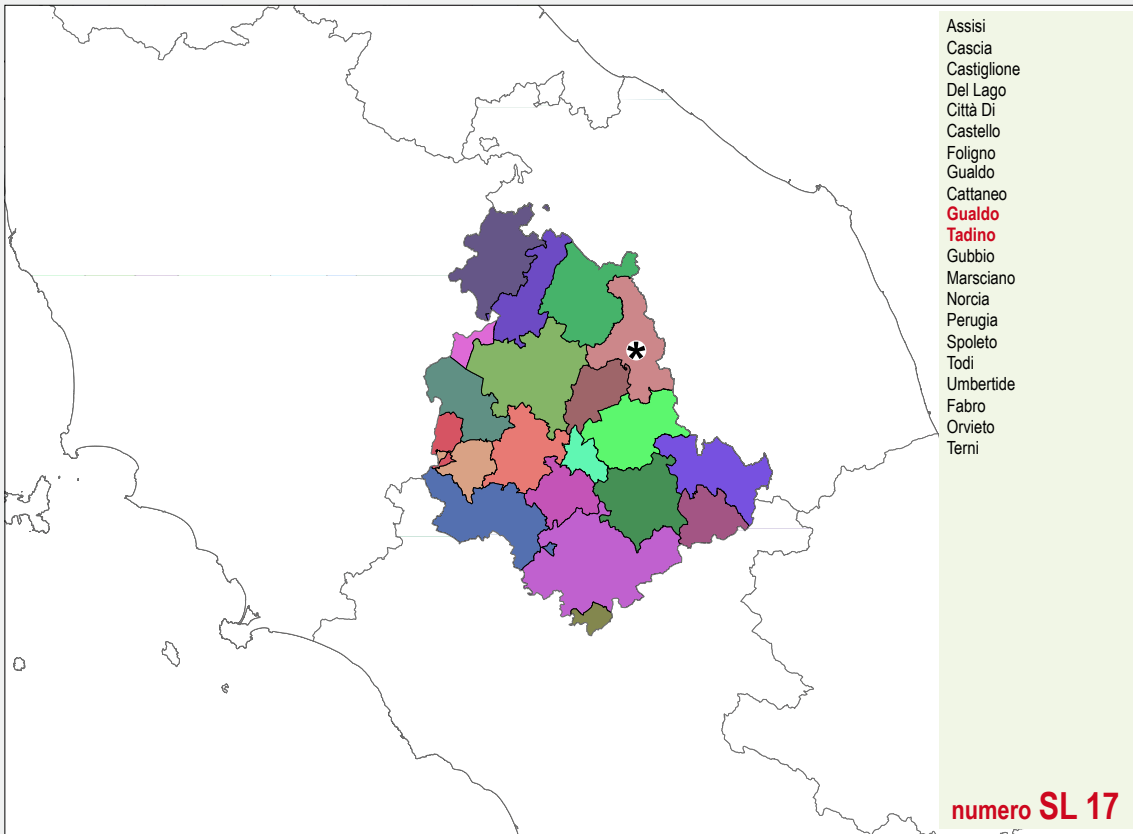 Assisi
Cascia
Castiglione
Del Lago
Città Di
Castello
Foligno
Gualdo
Cattaneo
Gualdo
Tadino
Gubbio
Marsciano
Norcia
Perugia
Spoleto
Todi
Umbertide
Fabro
Orvieto
Terni
*
numero SL 17